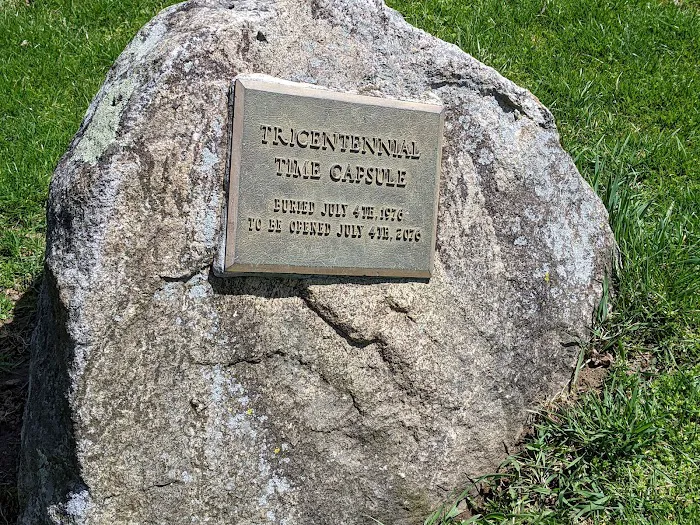 TRICENTENNIAL
TIME CAPSULE
BURIED JULY 4TH, 1976
TO BE OPENED JULY 4TH, 2076